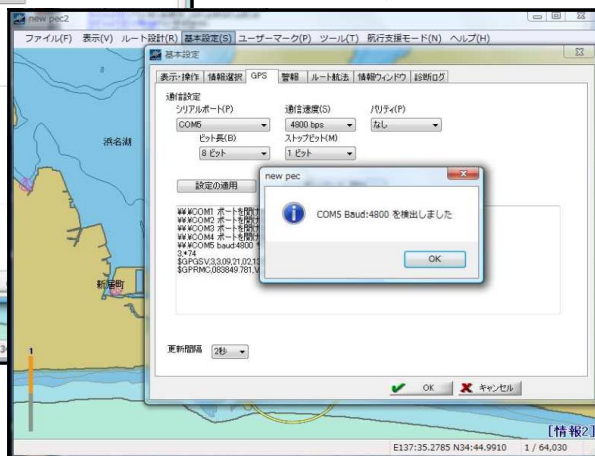 new pec2
ファイル(F) 表示(V) ルート設計(R) 基本設定(S) ユーザーマーク(P) ツール(T) 航行支援モード(N) ヘルプ(H)
基本設定
表示・操作 情報選択 GPS 警報 ルート航法 情報ウィンドウ 診断ログ
通信設定
シリアルポート(P) 通信速度(S) パリティ(P)
COM5 4800 bps なし
ビット長(B) ストップビット(M)
8 ビット 1 ビット
設定の適用
new pec
COM5 Baud:4800 を検出しました
OK
¥¥.¥COM1 ポートを開け
¥¥.¥COM2 ポートを開け
¥¥.¥COM3 ポートを開け
¥¥.¥COM4 ポートを開け
¥¥.¥COM5 baud:4800
3,*74
$GPGSV,3,3,09,21,02,13
$GPRMC,083849.781,V
更新間隔 2秒
OK キャンセル
浜名湖
新居町
1
[情報2]
E137:35.2785 N34:44.9910 1 / 64,030